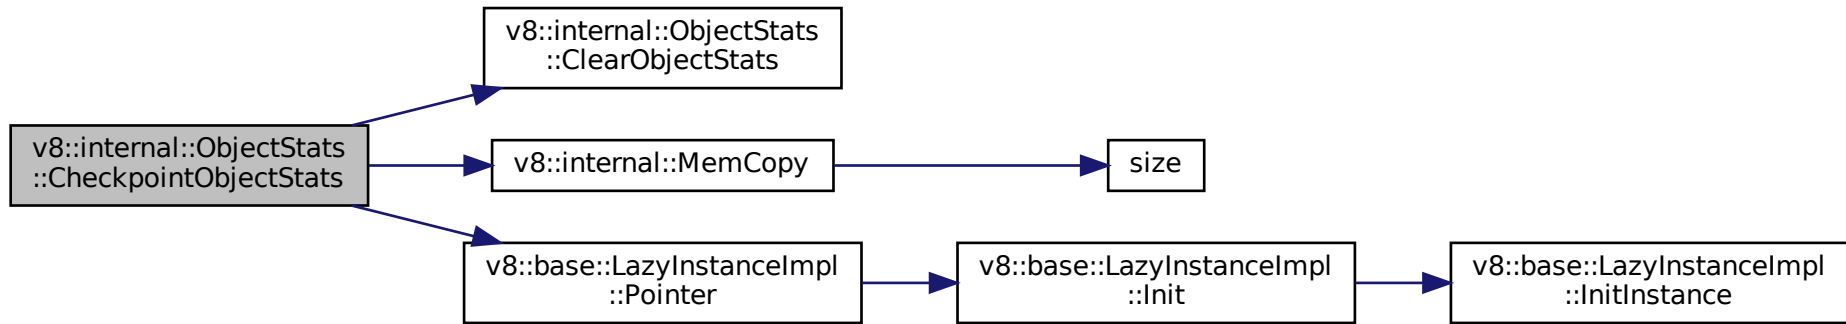 v8::internal::ObjectStats
::CheckpointObjectStats
v8::internal::ObjectStats
::ClearObjectStats
v8::internal::MemCopy
size
v8::base::LazyInstanceImpl
::Pointer
v8::base::LazyInstanceImpl
::Init
v8::base::LazyInstanceImpl
::InitInstance